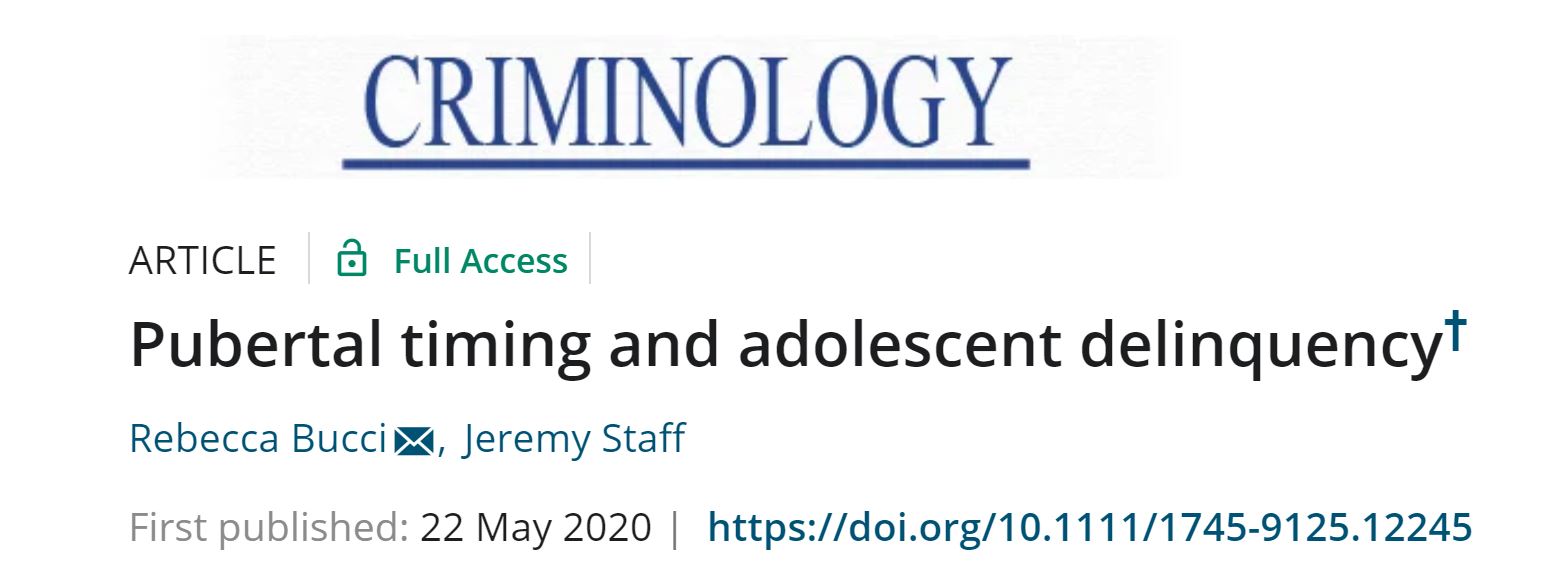 CRIMINOLOGY
ARTICLE | Full Access |
Pubertal timing and adolescent delinquency†
Rebecca Bucci, Jeremy Staff
First published: 22 May 2020 | https://doi.org/10.1111/1745-9125.12245